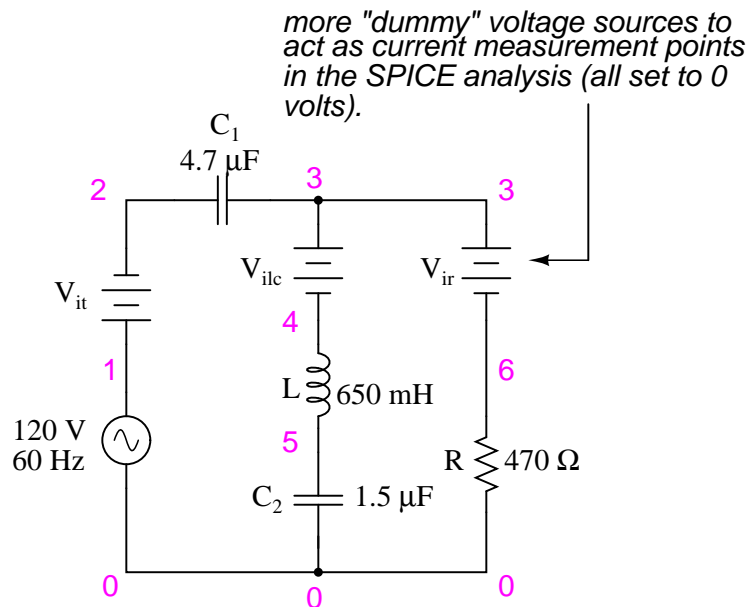 more "dummy" voltage sources to
act as current measurement points
in the SPICE analysis (all set to 0
volts).
C1
4.7 μF
2
3
3
Vit
Vilc
Vir
4
1
6
L
650 mH
120 V
60 Hz
5
R
470 Ω
C2
1.5 μF
0
0
0